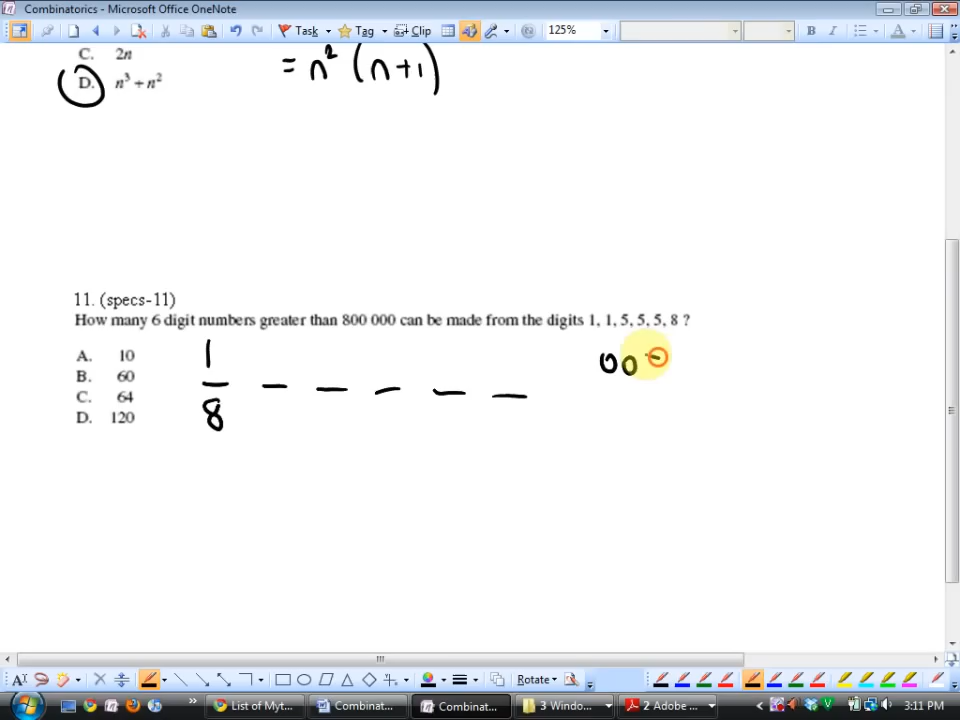 Combinatorics - Microsoft Office OneNote
Task Tag Clip 125% B I A
C. 2n
D. n³ + n² = n² (n+1)
11. (specs-11)
How many 6 digit numbers greater than 800 000 can be made from the digits 1, 1, 5, 5, 5, 8 ?
A. 10
B. 60
C. 64
D. 120
1
8
Rotate
List of Myt... Combinat... Combinat... 3 Windo... 2 Adobe ... 3:11 PM